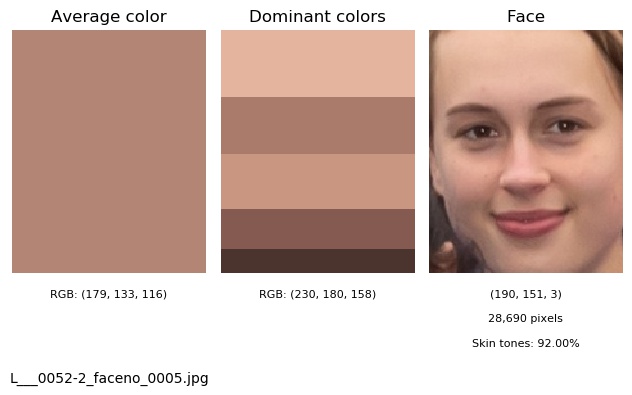 Average color
Dominant colors
Face
RGB: (179, 133, 116)
RGB: (230, 180, 158)
(190, 151, 3)
28,690 pixels
Skin tones: 92.00%
L___0052-2_faceno_0005.jpg